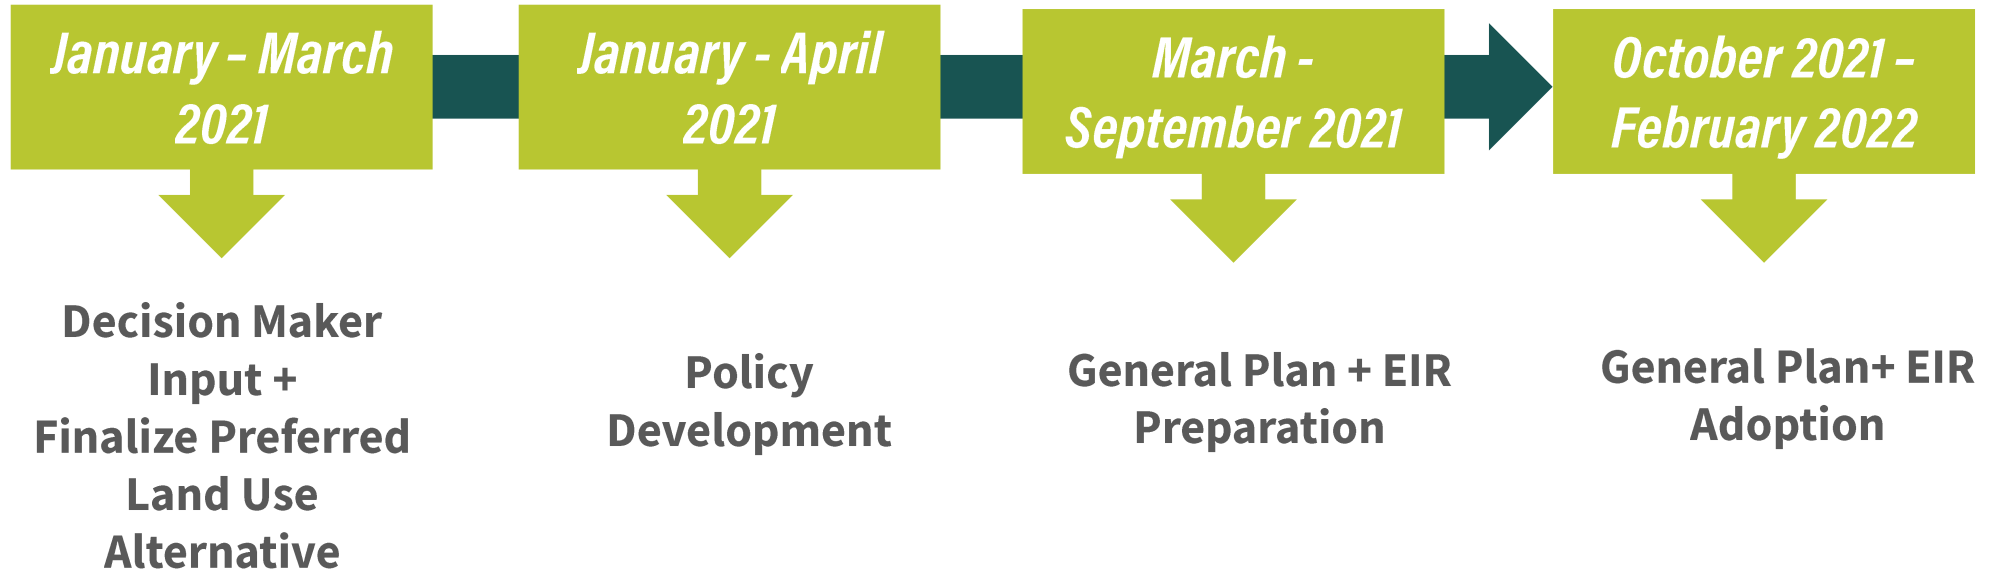 January – March
2021
January - April
2021
March -
September 2021
October 2021 –
February 2022
Decision Maker
Input +
Finalize Preferred
Land Use
Alternative
Policy
Development
General Plan + EIR
Preparation
General Plan+ EIR
Adoption